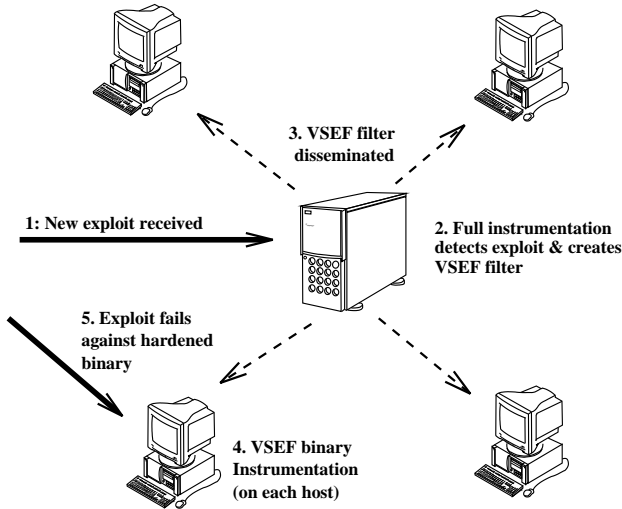 3. VSEF filter
disseminated
1: New exploit received
2. Full instrumentation
detects exploit & creates
VSEF filter
5. Exploit fails
against hardened
binary
4. VSEF binary
Instrumentation
(on each host)